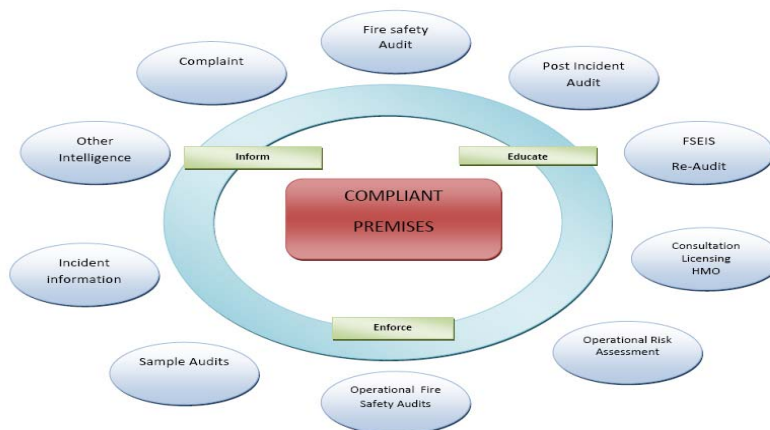 Fire safety
Audit
Complaint
Post Incident
Audit
Other
Intelligence
Inform
Educate
FSEIS
Re-Audit
COMPLIANT
PREMISES
Incident
information
Consultation
Licensing
HMO
Enforce
Sample Audits
Operational Risk
Assessment
Operational Fire
Safety Audits